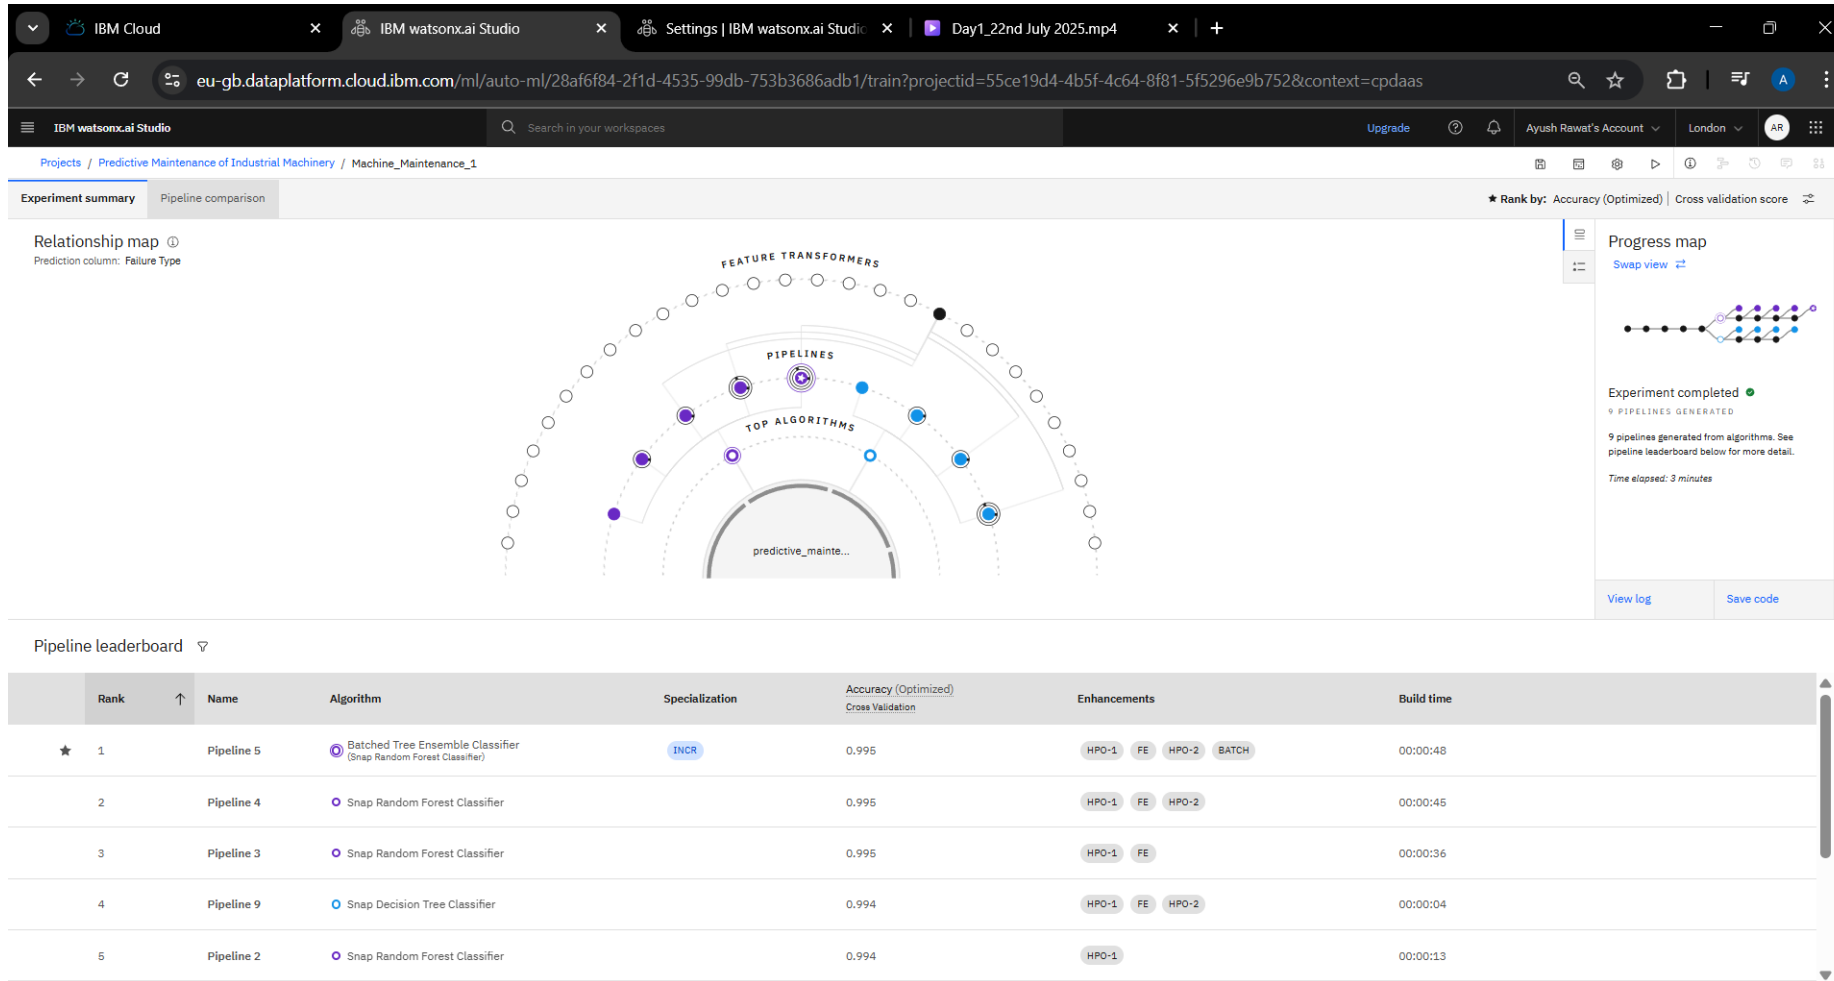 IBM Cloud
IBM watsonx.ai Studio
Settings | IBM watsonx.ai Studio
Day1_22nd July 2025.mp4
eu-gb.dataplatform.cloud.ibm.com/ml/auto-ml/28af6f84-2f1d-4535-99db-753b3686adb1/train?projectid=55ce19d4-4b5f-4c64-8f81-5f5296e9b752&context=cpdaas
A
IBM watsonx.ai Studio
Search in your workspaces
Upgrade
Ayush Rawat's Account
London
AR
Projects / Predictive Maintenance of Industrial Machinery / Machine_Maintenance_1
Experiment summary
Pipeline comparison
Rank by: Accuracy (Optimized) | Cross validation score
Relationship map
Prediction column: Failure Type
FEATURE TRANSFORMERS
PIPELINES
TOP ALGORITHMS
predictive_mainte...
Progress map
Swap view
Experiment completed
9 PIPELINES GENERATED
9 pipelines generated from algorithms. See
pipeline leaderboard below for more detail.
Time elapsed: 3 minutes
View log
Save code
Pipeline leaderboard
Rank Name Algorithm Specialization Accuracy (Optimized) Enhancements Build time
Cross Validation
1 Pipeline 5 Batched Tree Ensemble Classifier INCR 0.995 HPO-1 FE HPO-2 BATCH 00:00:48
(Snap Random Forest Classifier)
2 Pipeline 4 Snap Random Forest Classifier 0.995 HPO-1 FE HPO-2 00:00:45
3 Pipeline 3 Snap Random Forest Classifier 0.995 HPO-1 FE 00:00:36
4 Pipeline 9 Snap Decision Tree Classifier 0.994 HPO-1 FE HPO-2 00:00:04
5 Pipeline 2 Snap Random Forest Classifier 0.994 HPO-1 00:00:13